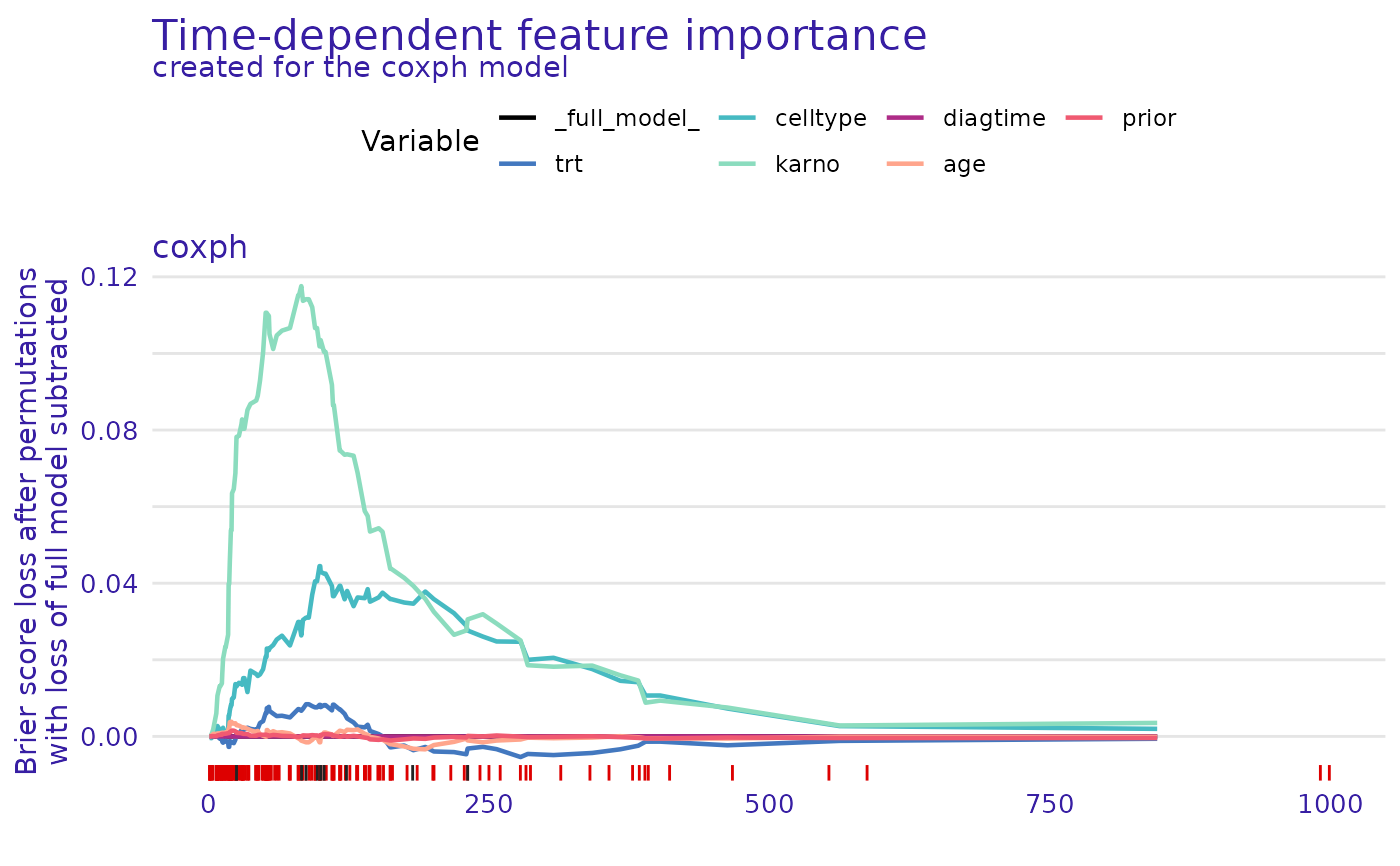 Time-dependent feature importance
created for the coxph model
Variable
_full_model_ celltype diagtime prior
trt karno age
coxph
Brier score loss after permutations
with loss of full model subtracted
0.12
0.08
0.04
0.00
0 250 500 750 1000